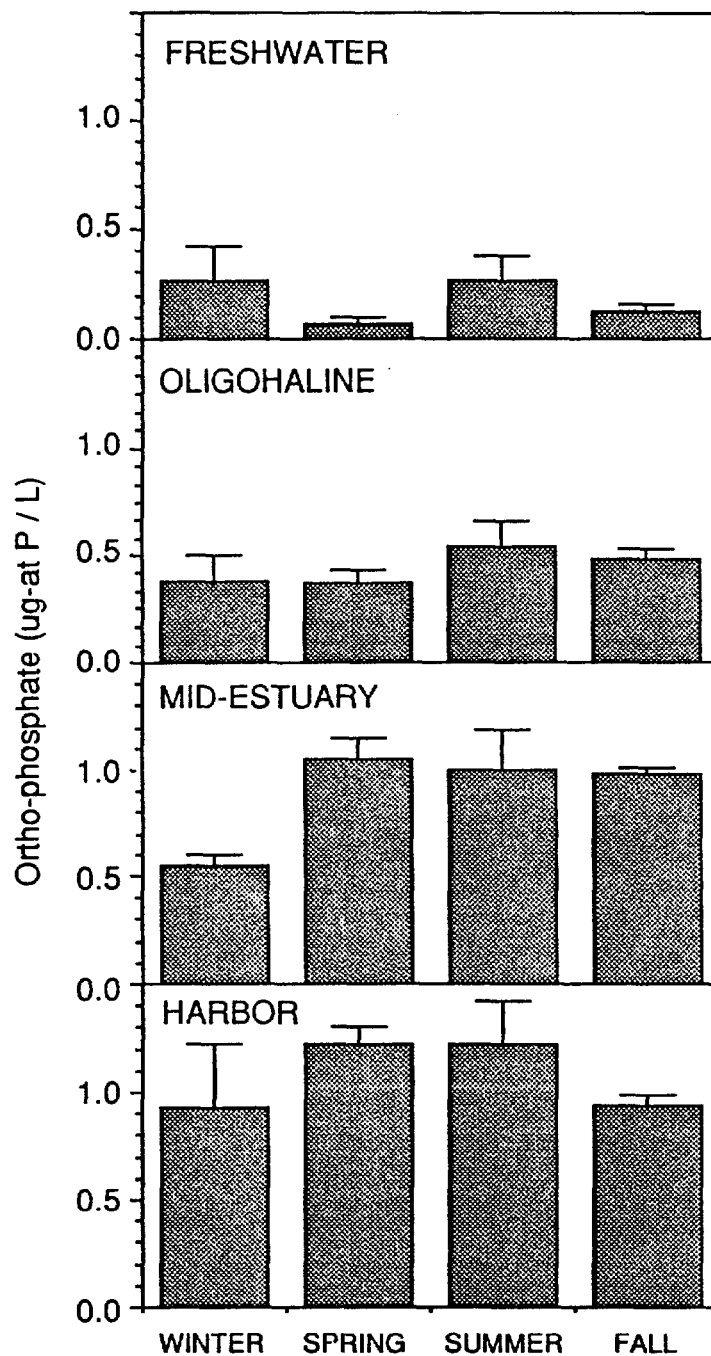 FRESHWATER
1.0
0.5
0.0
OLIGOHALINE
1.0
0.5
0.0
MID-ESTUARY
1.0
0.5
0.0
HARBOR
1.0
0.5
0.0
Ortho-phosphate (ug-at P / L)
WINTER SPRING SUMMER FALL